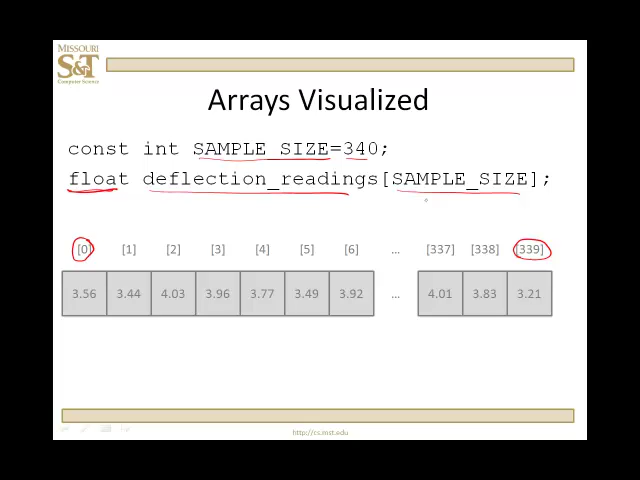 MISSOURI
S&T
Computer Science
Arrays Visualized
const int SAMPLE_SIZE=340;
float deflection_readings[SAMPLE_SIZE];
[0] [1] [2] [3] [4] [5] [6] ... [337] [338] [339]
3.56 3.44 4.03 3.96 3.77 3.49 3.92 ... 4.01 3.83 3.21
http://cs.mst.edu